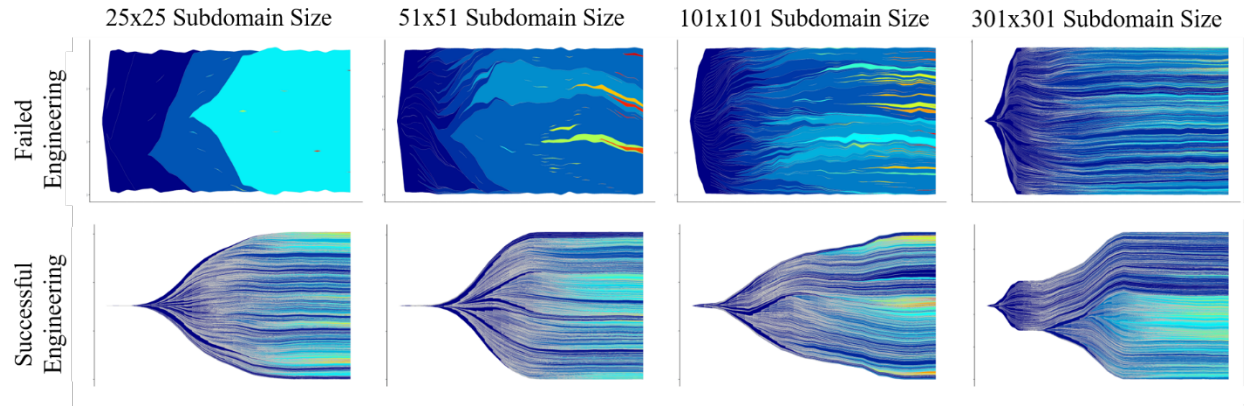 25x25 Subdomain Size
51x51 Subdomain Size
101x101 Subdomain Size
301x301 Subdomain Size
Failed
Engineering
Successful
Engineering